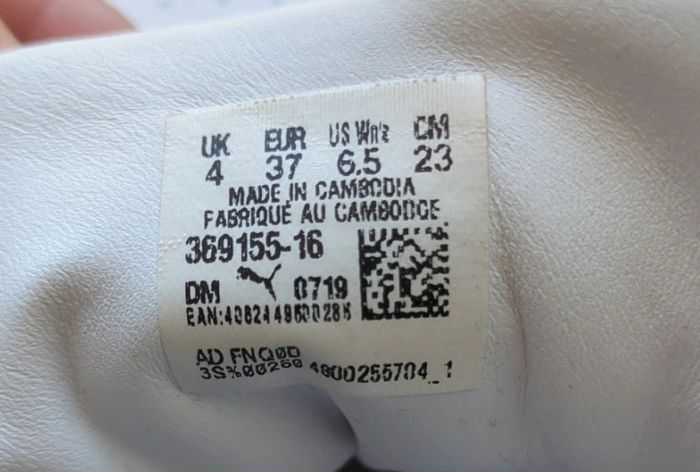 UK EUR US Wn's CM
4 37 6.5 23
MADE IN CAMBODIA
FABRIQUÉ AU CAMBODGE
369155-16
DM 0719
AD FNQ0D